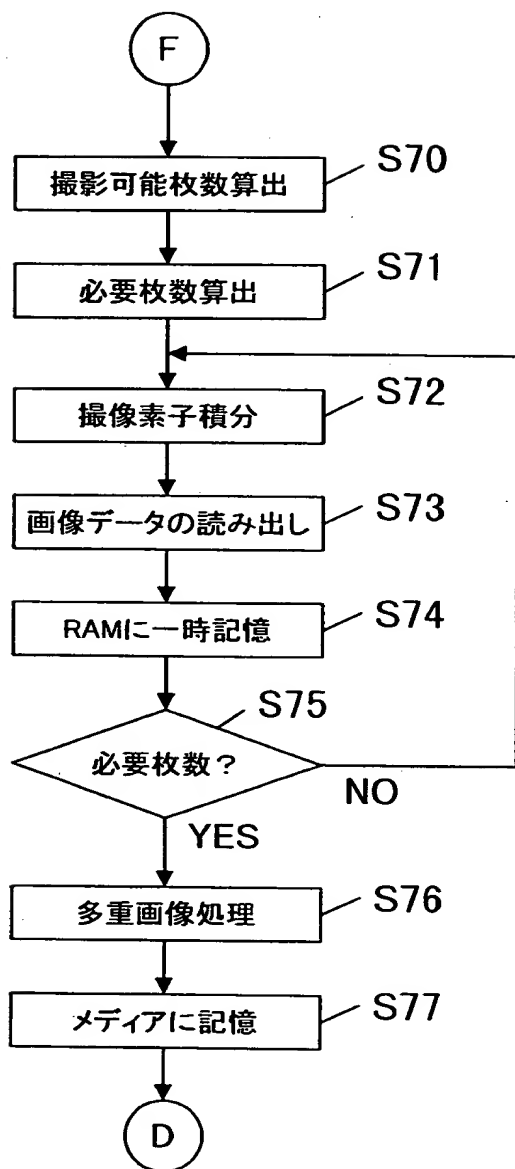 F
撮影可能枚数算出
S70
必要枚数算出
S71
撮像素子積分
S72
画像データの読み出し
S73
RAMに一時記憶
S74
必要枚数？
S75
NO
YES
多重画像処理
S76
メディアに記憶
S77
D